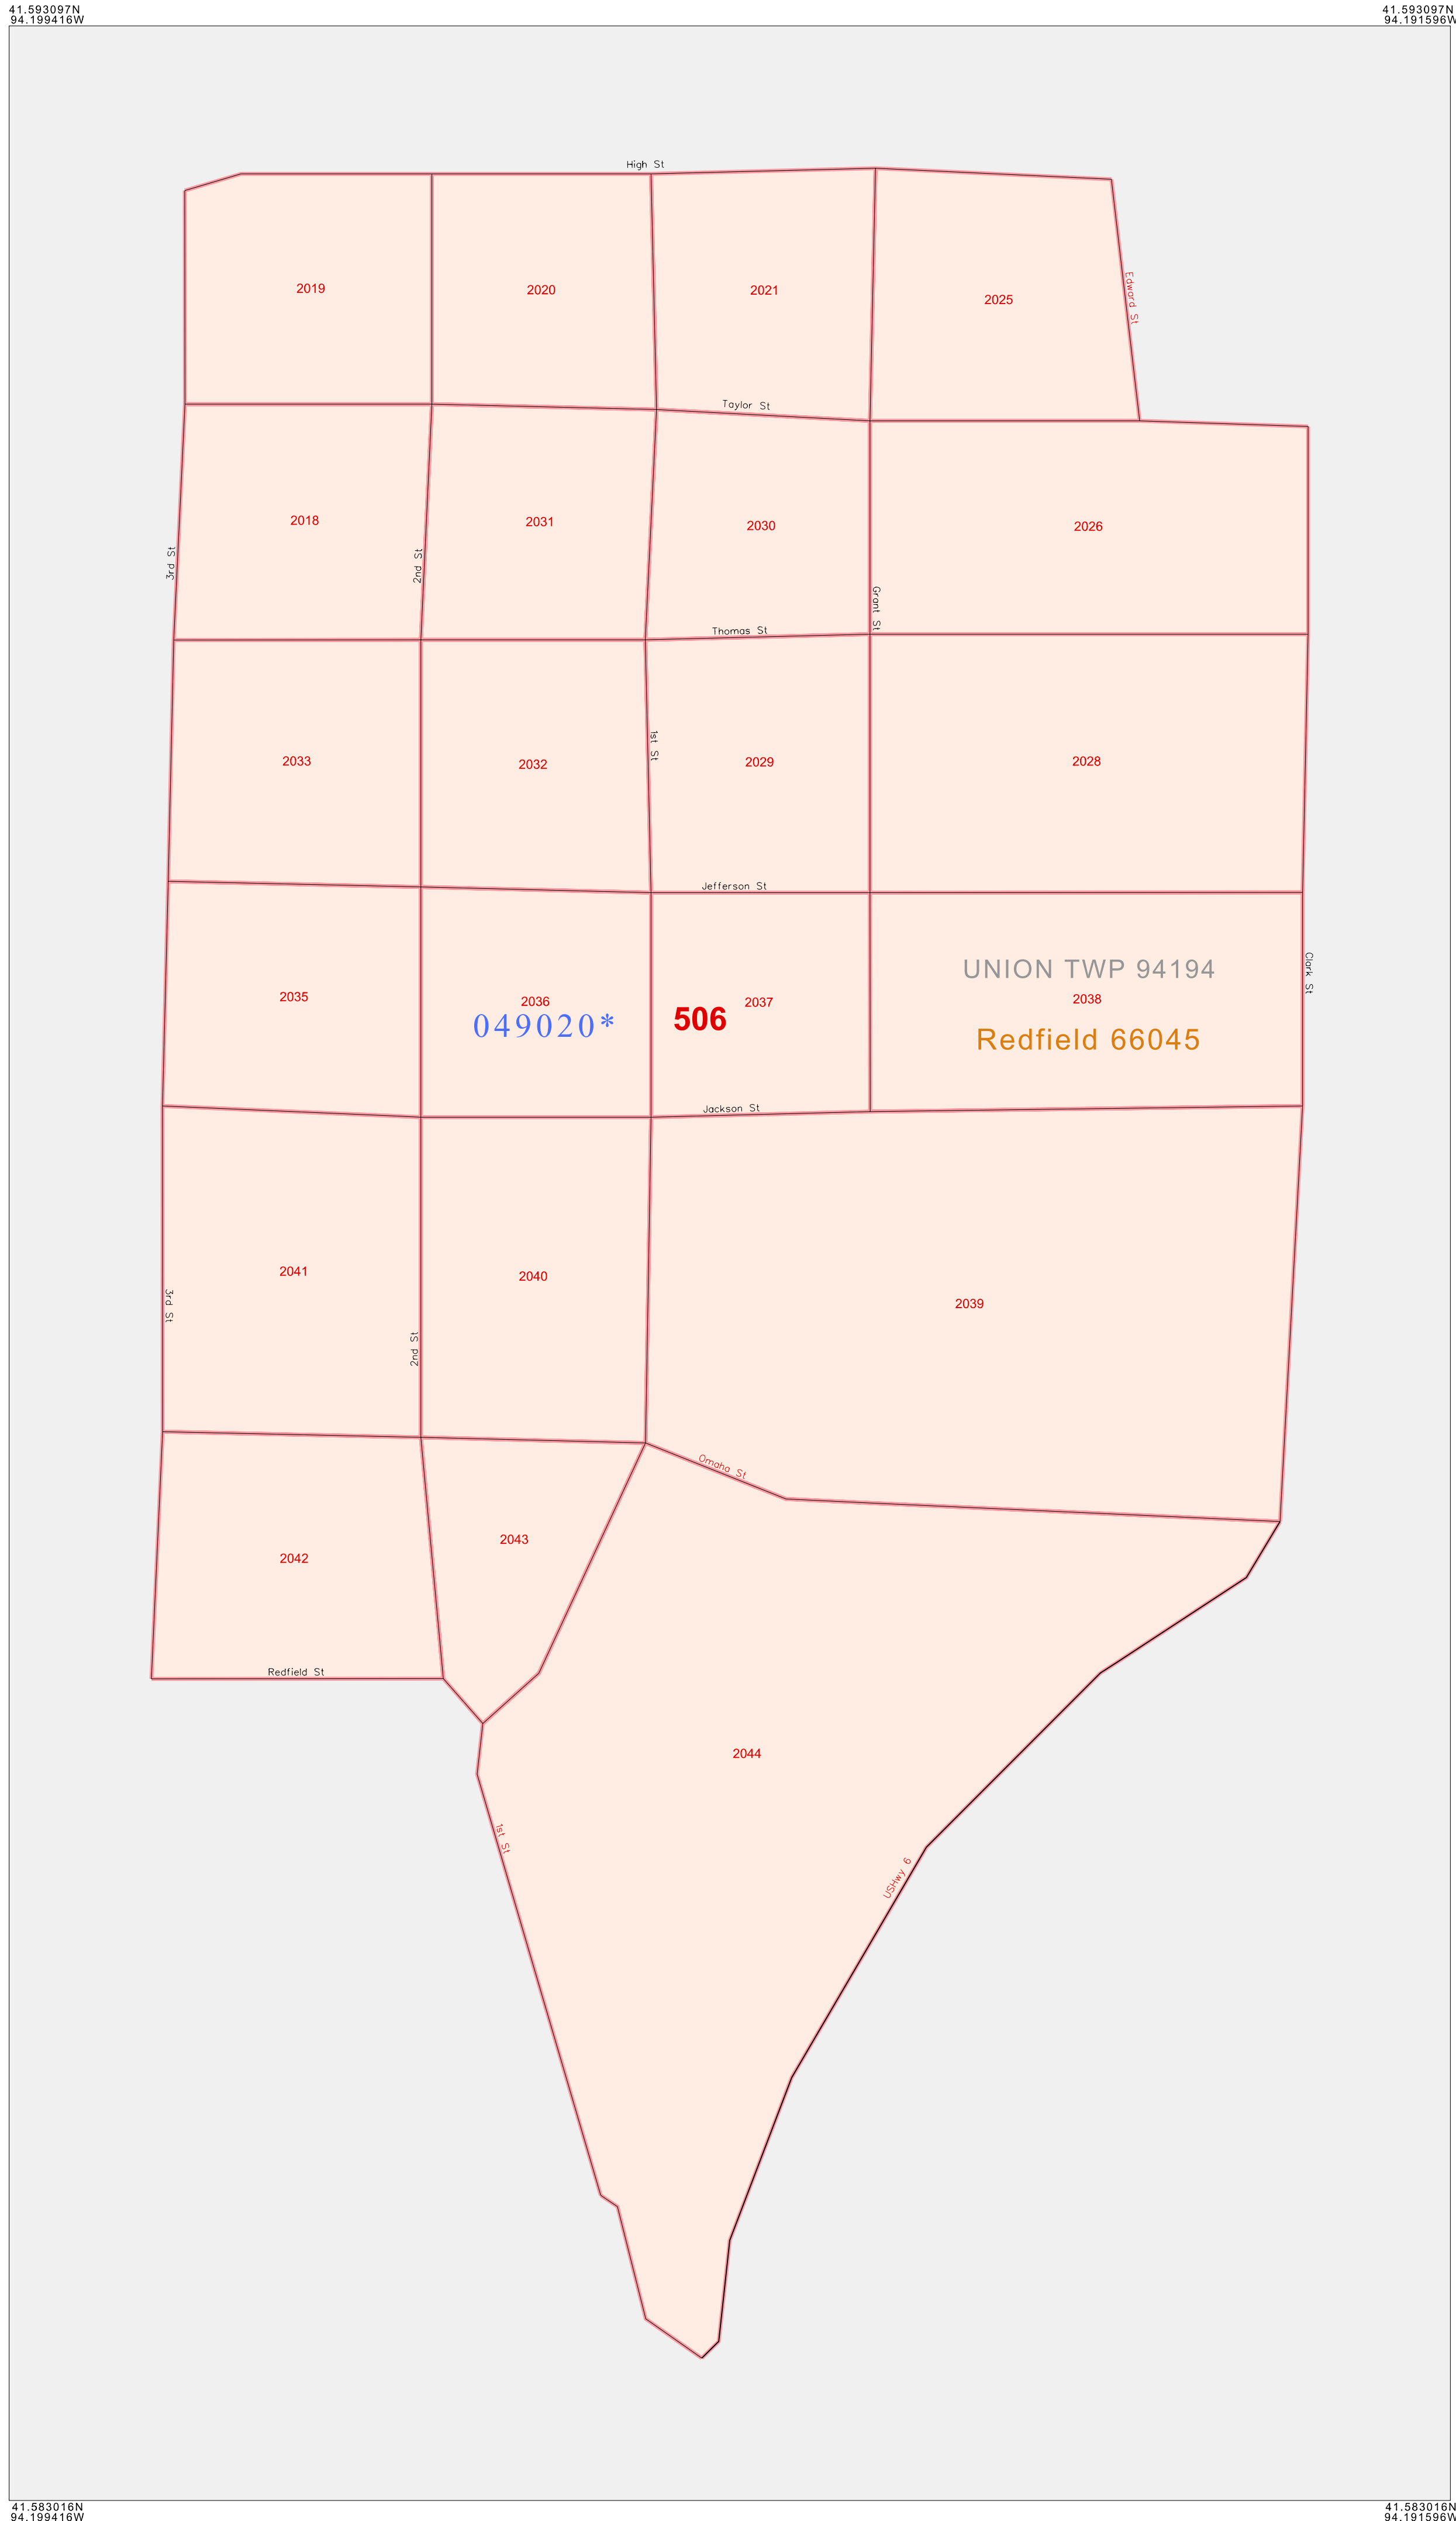 41.593097N
94.199416W
41.593097N
94.191596W
High St
2019
2020
2021
2025
Edward St
Taylor St
2018
2031
2030
2026
3rd St
2nd St
Grant St
Thomas St
2033
2032
1st St
2029
2028
Jefferson St
UNION TWP 94194
Clark St
2035
2036
2037
2038
049020*
506
Redfield 66045
Jackson St
2041
2040
2039
3rd St
2nd St
Omaha St
2043
2042
Redfield St
2044
1st St
USHwy 6
41.583016N
94.199416W
41.583016N
94.191596W